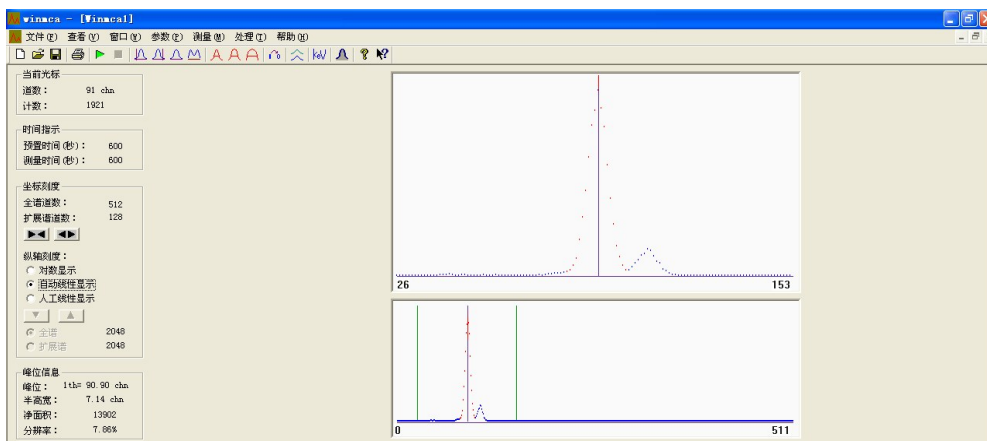 winmca - [Winmca1]
文件(F) 查看(V) 窗口(W) 参数(P) 测量(M) 处理(T) 帮助(H)
keV
当前光标
道数: 91 chn
计数: 1921
时间指示
预置时间(秒): 600
测量时间(秒): 600
坐标刻度
全谱道数: 512
扩展谱道数: 128
纵轴刻度:
对数显示
自动线性显示
人工线性显示
全谱 2048
扩展谱 2048
峰位信息
峰位: 1th= 90.90 chn
半高宽: 7.14 chn
净面积: 13902
分辨率: 7.86%
26 153
0 511